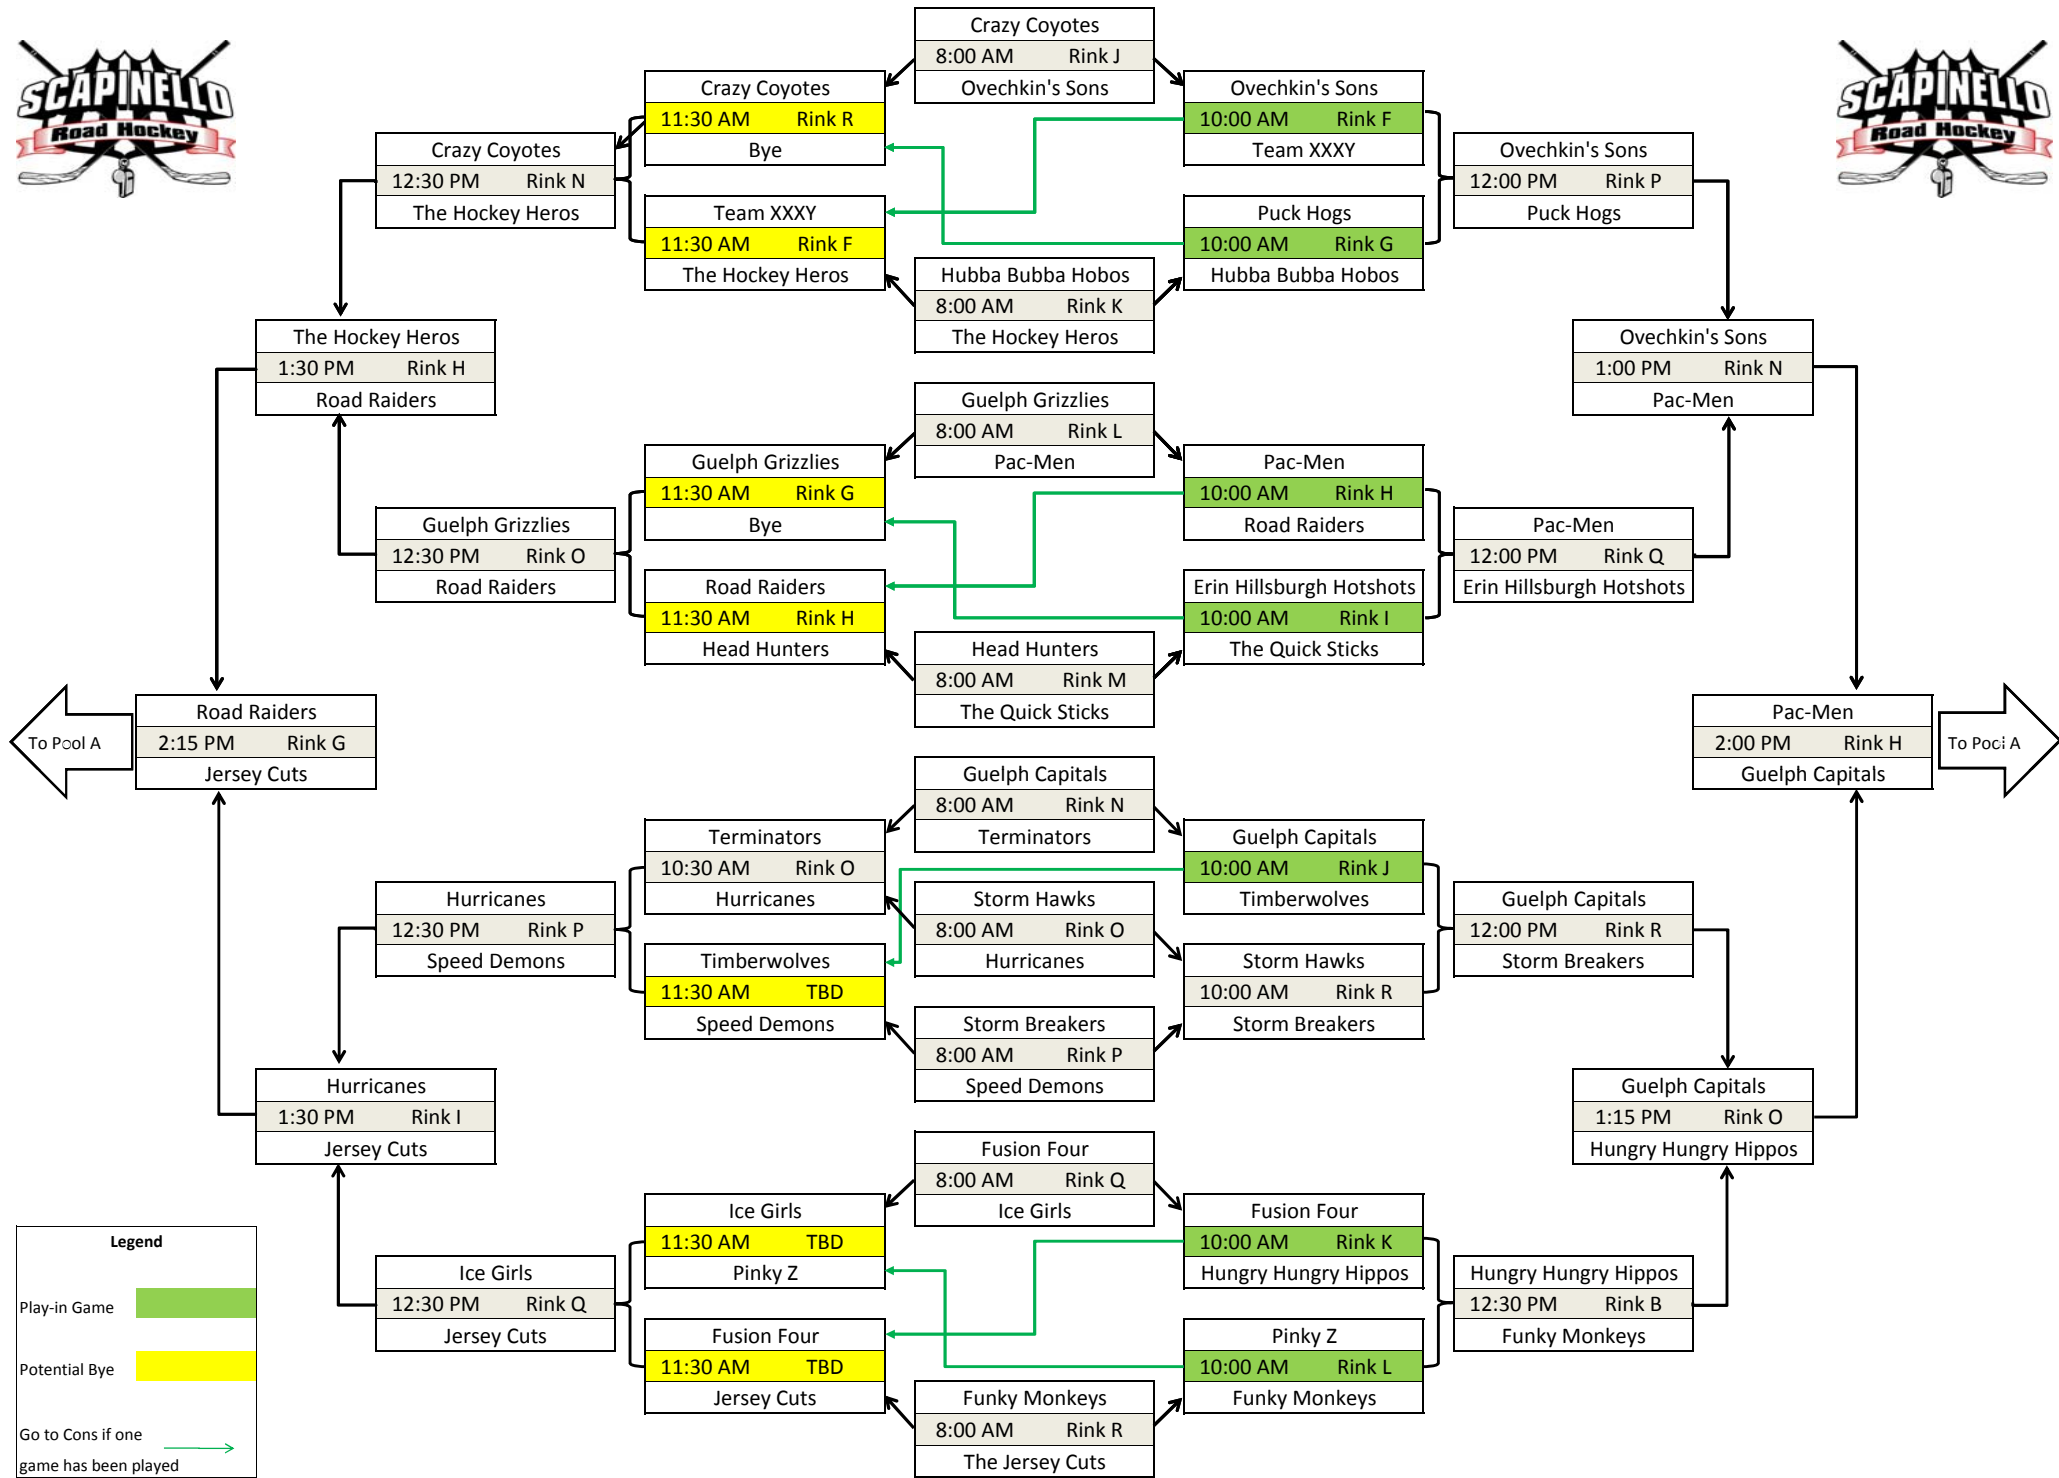 SCAPINELLO
Road Hockey
SCAPINELLO
Road Hockey
Crazy Coyotes
8:00 AM Rink J
Ovechkin's Sons
Crazy Coyotes
11:30 AM Rink R
Bye
Ovechkin's Sons
10:00 AM Rink F
Team XXXY
Crazy Coyotes
12:30 PM Rink N
The Hockey Heros
Ovechkin's Sons
12:00 PM Rink P
Puck Hogs
Team XXXY
11:30 AM Rink F
The Hockey Heros
Puck Hogs
10:00 AM Rink G
Hubba Bubba Hobos
Hubba Bubba Hobos
8:00 AM Rink K
The Hockey Heros
The Hockey Heros
1:30 PM Rink H
Road Raiders
Ovechkin's Sons
1:00 PM Rink N
Pac-Men
Guelph Grizzlies
8:00 AM Rink L
Pac-Men
Guelph Grizzlies
11:30 AM Rink G
Bye
Pac-Men
10:00 AM Rink H
Road Raiders
Guelph Grizzlies
12:30 PM Rink O
Road Raiders
Pac-Men
12:00 PM Rink Q
Erin Hillsburgh Hotshots
Road Raiders
11:30 AM Rink H
Head Hunters
Erin Hillsburgh Hotshots
10:00 AM Rink I
The Quick Sticks
Head Hunters
8:00 AM Rink M
The Quick Sticks
To Pool A
Road Raiders
2:15 PM Rink G
Jersey Cuts
Pac-Men
2:00 PM Rink H
Guelph Capitals
To Pool A
Guelph Capitals
8:00 AM Rink N
Terminators
Terminators
10:30 AM Rink O
Hurricanes
Guelph Capitals
10:00 AM Rink J
Timberwolves
Hurricanes
12:30 PM Rink P
Speed Demons
Storm Hawks
8:00 AM Rink O
Hurricanes
Guelph Capitals
12:00 PM Rink R
Storm Breakers
Timberwolves
11:30 AM TBD
Speed Demons
Storm Hawks
10:00 AM Rink R
Storm Breakers
Storm Breakers
8:00 AM Rink P
Speed Demons
Hurricanes
1:30 PM Rink I
Jersey Cuts
Guelph Capitals
1:15 PM Rink O
Hungry Hungry Hippos
Fusion Four
8:00 AM Rink Q
Ice Girls
Ice Girls
11:30 AM TBD
Pinky Z
Fusion Four
10:00 AM Rink K
Hungry Hungry Hippos
Ice Girls
12:30 PM Rink Q
Jersey Cuts
Hungry Hungry Hippos
12:30 PM Rink B
Funky Monkeys
Fusion Four
11:30 AM TBD
Jersey Cuts
Pinky Z
10:00 AM Rink L
Funky Monkeys
Funky Monkeys
8:00 AM Rink R
The Jersey Cuts
Legend
Play-in Game
Potential Bye
Go to Cons if one
game has been played